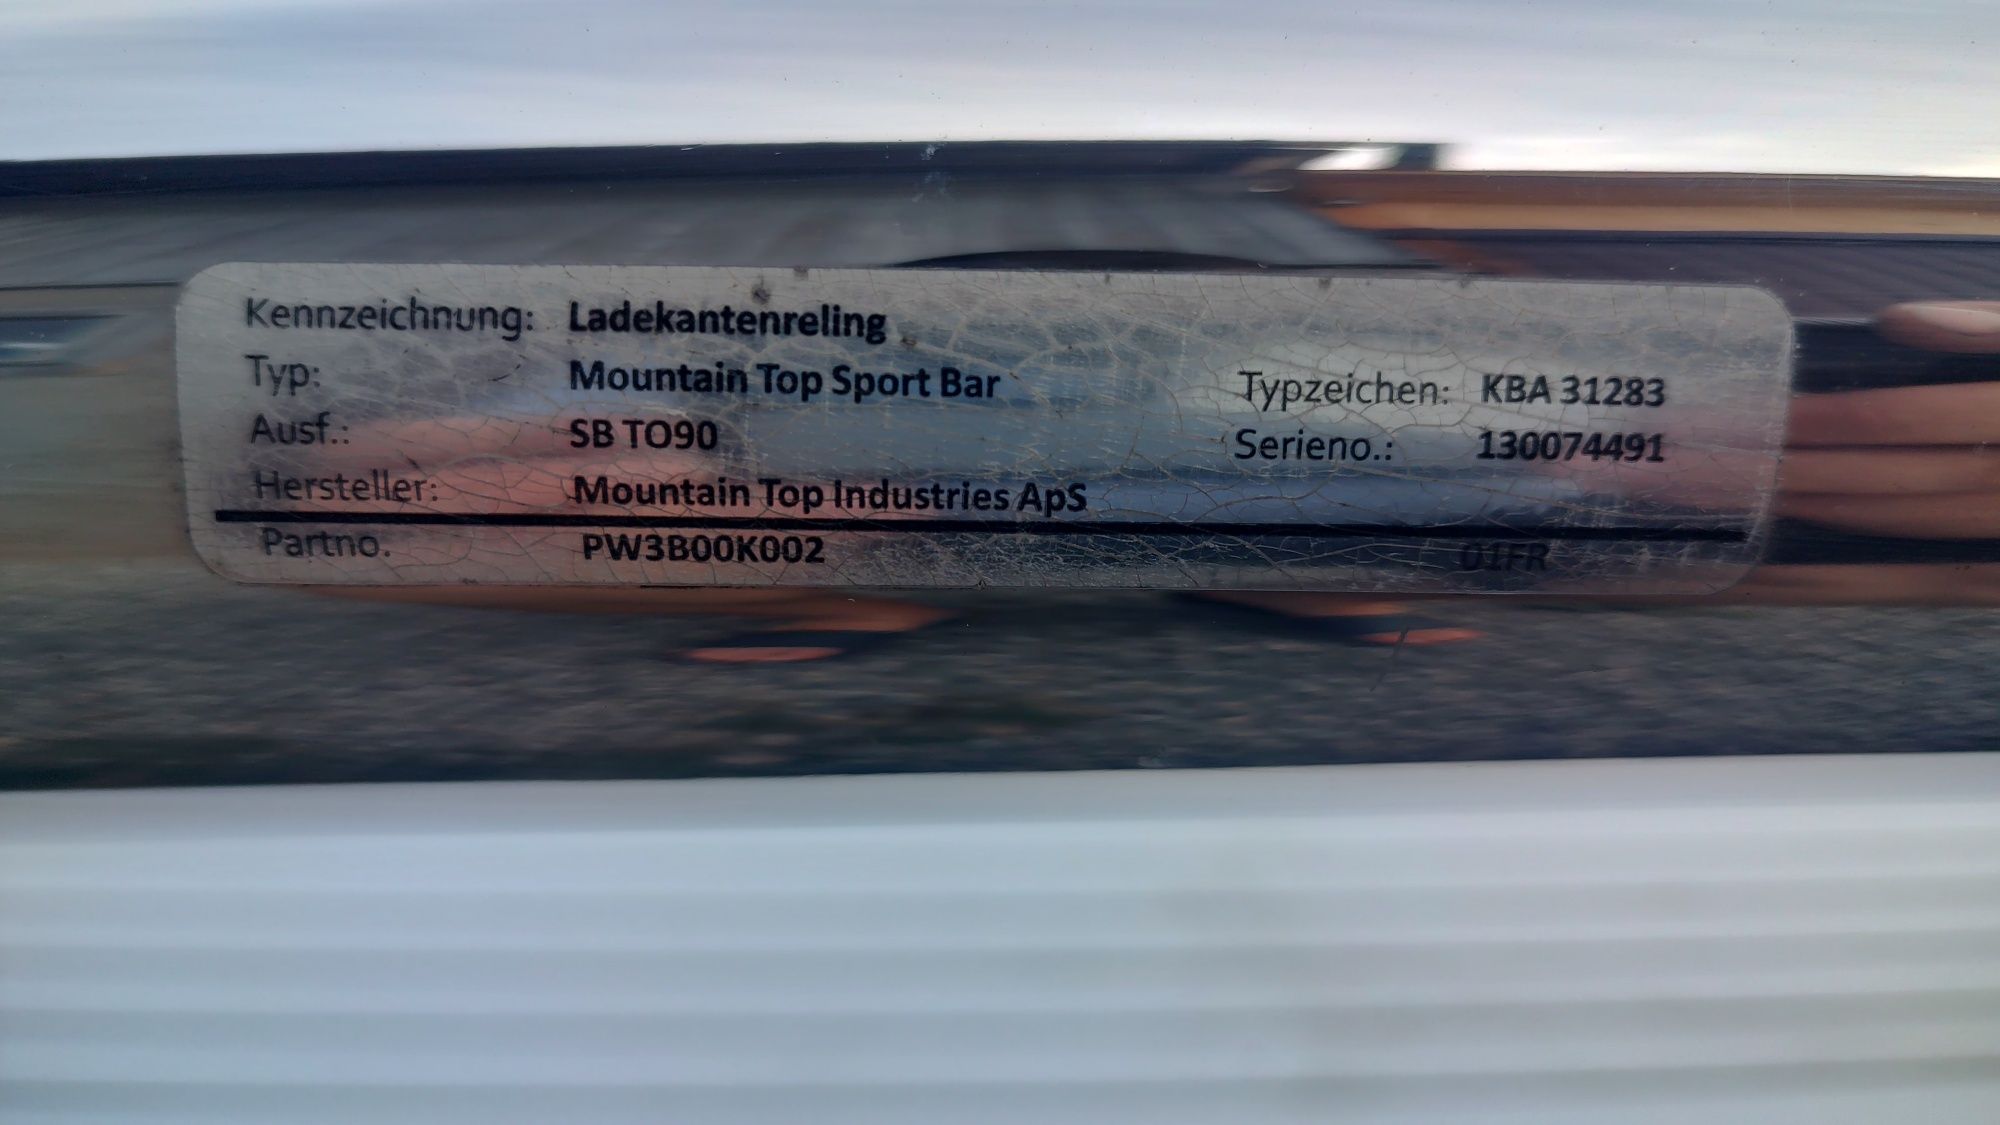 Kennzeichnung: Ladekantenreling
Typ: Mountain Top Sport Bar Typzeichen: KBA 31283
Ausf.: SB TO90 Serieno.: 130074491
Hersteller: Mountain Top Industries ApS
Partno. PW3B00K002 01FR